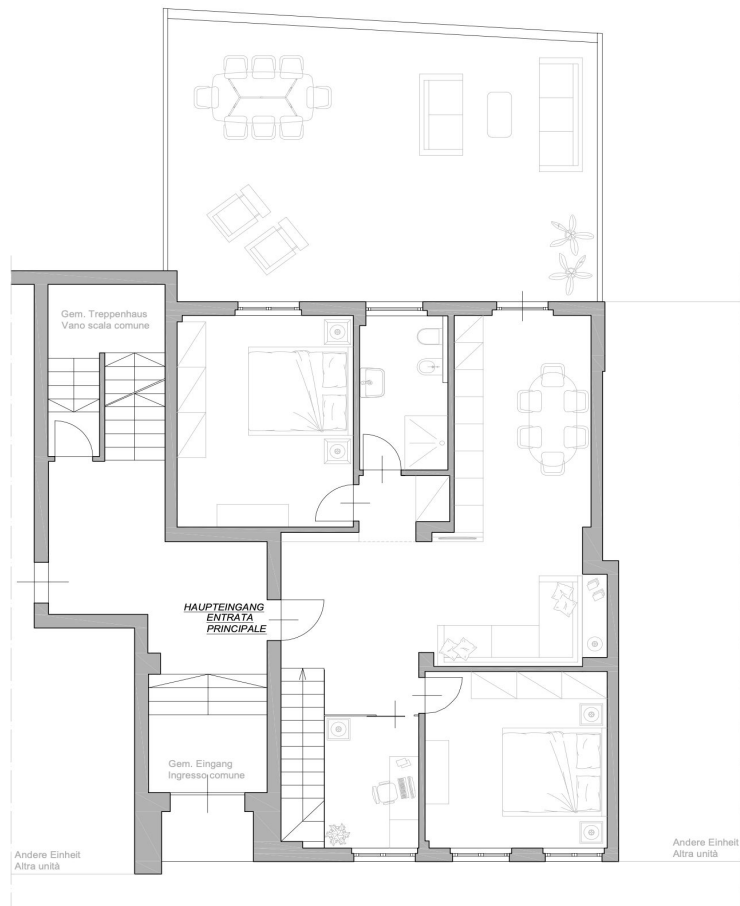 Gem. Treppenhaus
Vano scala comune
HAUPTEINGANG
ENTRATA
PRINCIPALE
Gem. Eingang
Ingresso comune
Andere Einheit
Altra unità
Andere Einheit
Altra unità